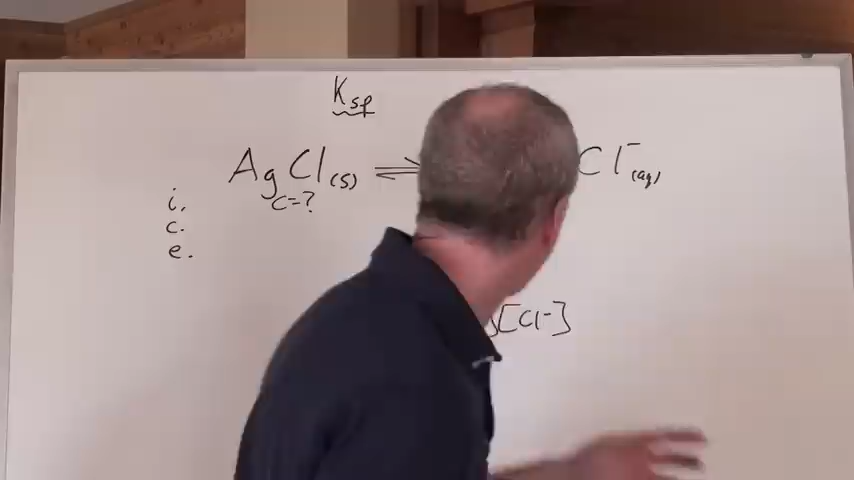 Ksp
AgCl(s) ⇌ Cl⁻(aq)
C=?
i.
c.
e.
[Cl-]